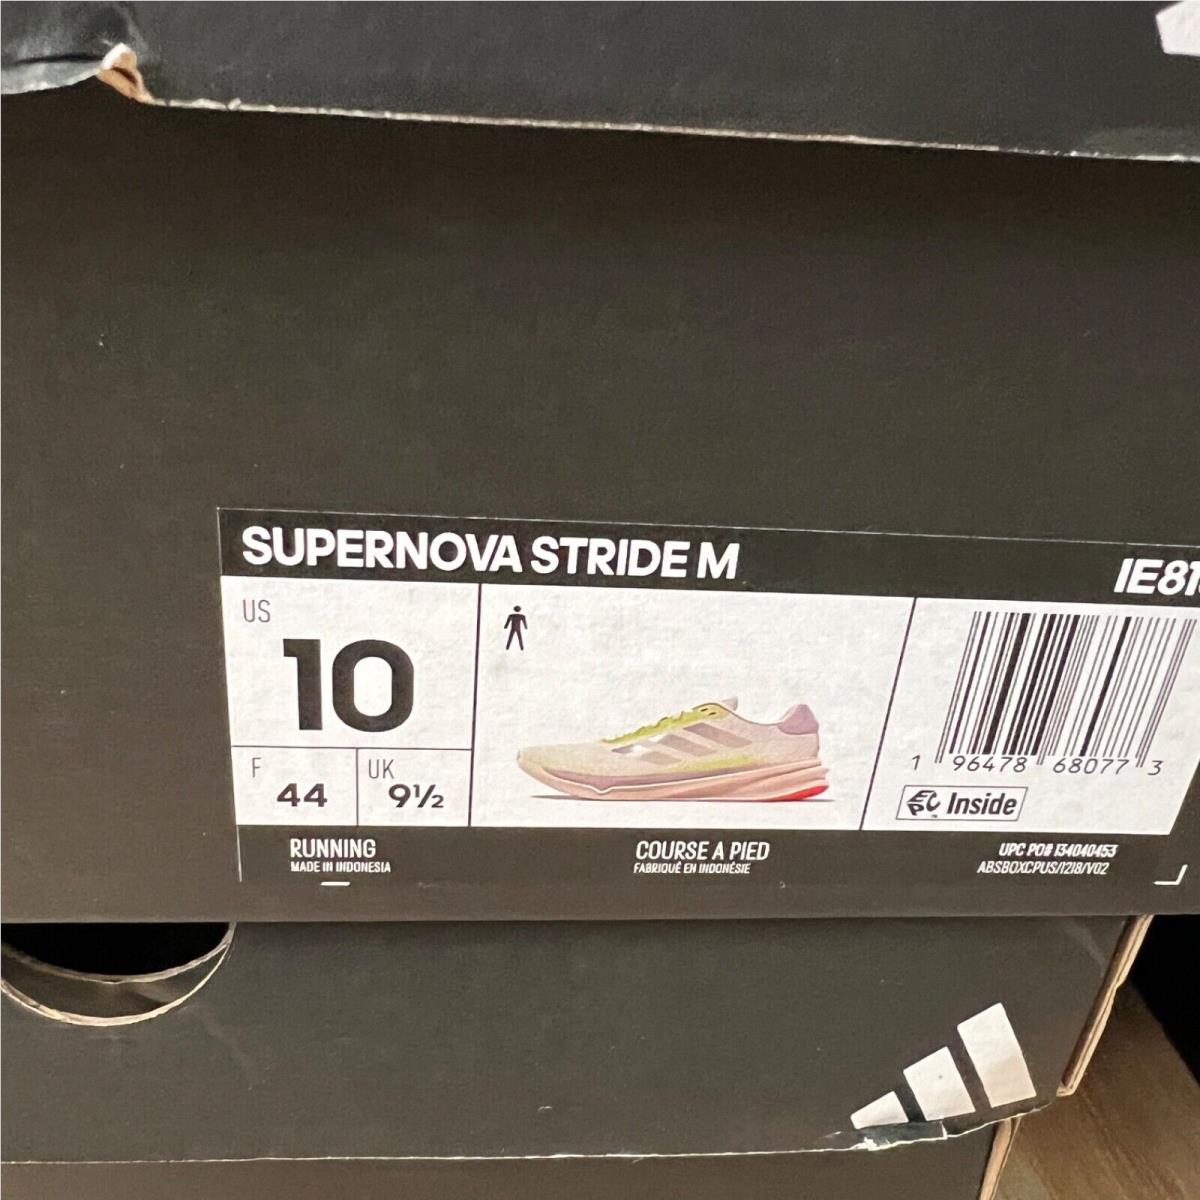 SUPERNOVA STRIDE M
IE81
US
10
F
44
UK
9½
1 96478 68077 3
EPC Inside
RUNNING
MADE IN INDONESIA
COURSE A PIED
FABRIQUÉ EN INDONÉSIE
UPC PO# 134040453
ABSBOXCPUS/1218/V02